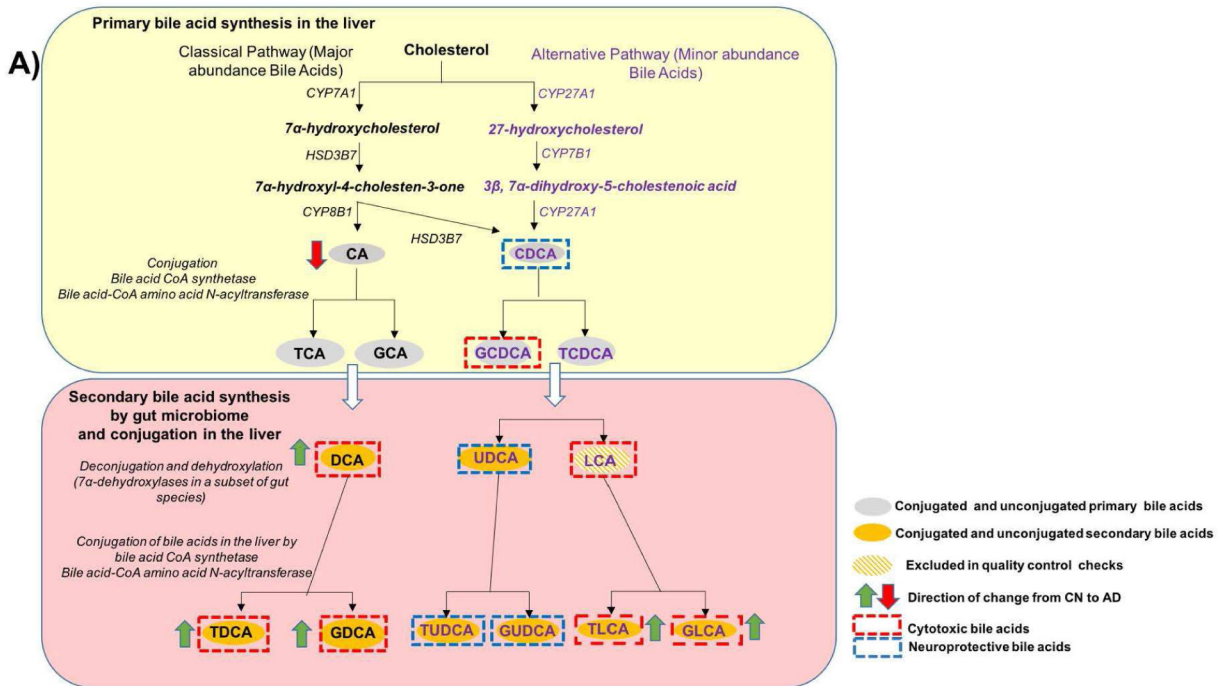 A)
Primary bile acid synthesis in the liver
Classical Pathway (Major
abundance Bile Acids)
Cholesterol
Alternative Pathway (Minor abundance
Bile Acids)
CYP7A1
CYP27A1
7α-hydroxycholesterol
27-hydroxycholesterol
HSD3B7
CYP7B1
7α-hydroxyl-4-cholesten-3-one
3β, 7α-dihydroxy-5-cholestenoic acid
CYP8B1
CYP27A1
HSD3B7
CA
CDCA
Conjugation
Bile acid CoA synthetase
Bile acid-CoA amino acid N-acyltransferase
TCA
GCA
GCDCA
TCDCA
Secondary bile acid synthesis
by gut microbiome
and conjugation in the liver
DCA
UDCA
LCA
Deconjugation and dehydroxylation
(7α-dehydroxylases in a subset of gut
species)
Conjugation of bile acids in the liver by
bile acid CoA synthetase
Bile acid-CoA amino acid N-acyltransferase
TDCA
GDCA
TUDCA
GUDCA
TLCA
GLCA
Conjugated and unconjugated primary bile acids
Conjugated and unconjugated secondary bile acids
Excluded in quality control checks
Direction of change from CN to AD
Cytotoxic bile acids
Neuroprotective bile acids